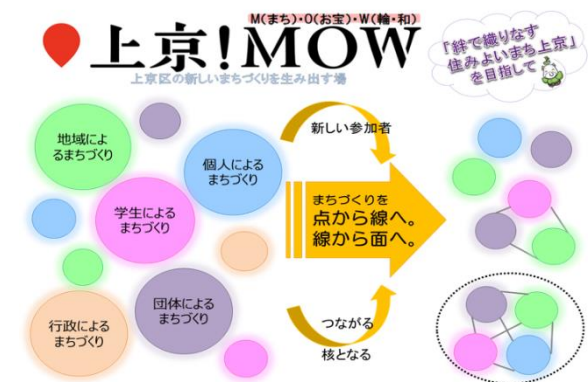 M(まち)・O(お宝)・W(輪・和)
上京!MOW
上京区の新しいまちづくりを生み出す場
「絆で織りなす
住みよいまち上京」
を目指して
地域によ
るまちづくり
個人による
まちづくり
学生による
まちづくり
行政による
まちづくり
団体による
まちづくり
新しい参加者
まちづくりを
点から線へ。
線から面へ。
つながる
核となる